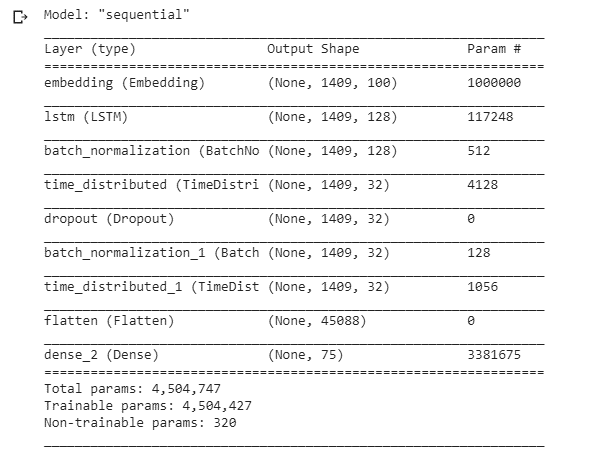 Model: "sequential"
Layer (type) Output Shape Param #
embedding (Embedding) (None, 1409, 100) 1000000
lstm (LSTM) (None, 1409, 128) 117248
batch_normalization (BatchNo (None, 1409, 128) 512
time_distributed (TimeDistri (None, 1409, 32) 4128
dropout (Dropout) (None, 1409, 32) 0
batch_normalization_1 (Batch (None, 1409, 32) 128
time_distributed_1 (TimeDist (None, 1409, 32) 1056
flatten (Flatten) (None, 45088) 0
dense_2 (Dense) (None, 75) 3381675
Total params: 4,504,747
Trainable params: 4,504,427
Non-trainable params: 320